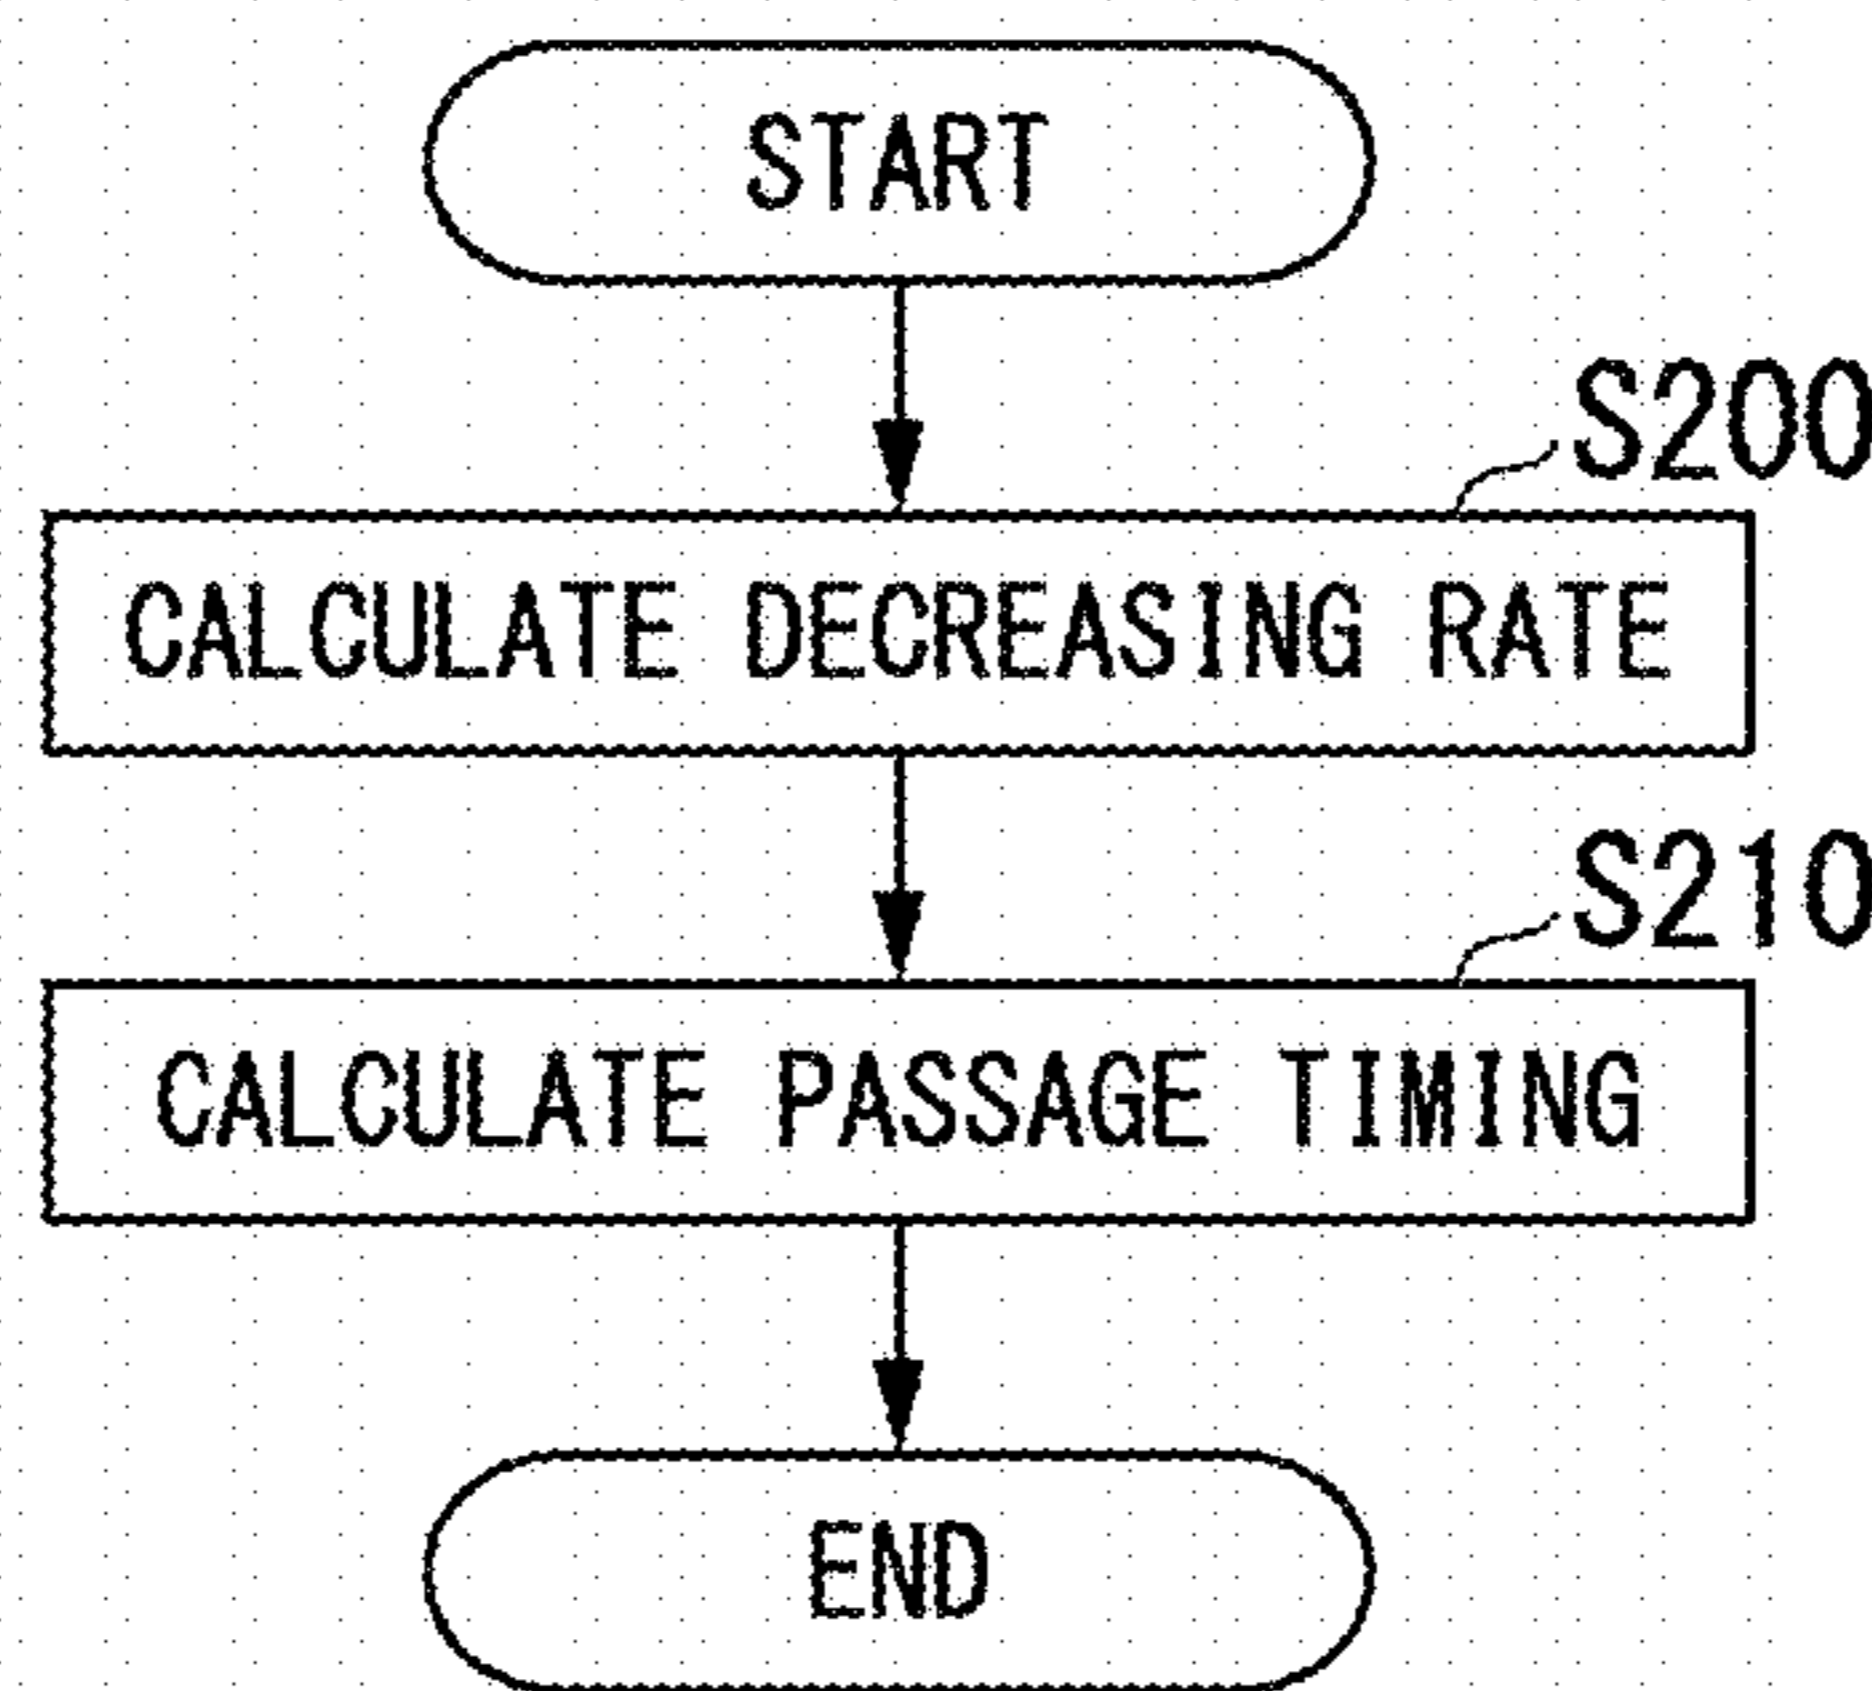 START
S200
CALCULATE DECREASING RATE
S210
CALCULATE PASSAGE TIMING
END